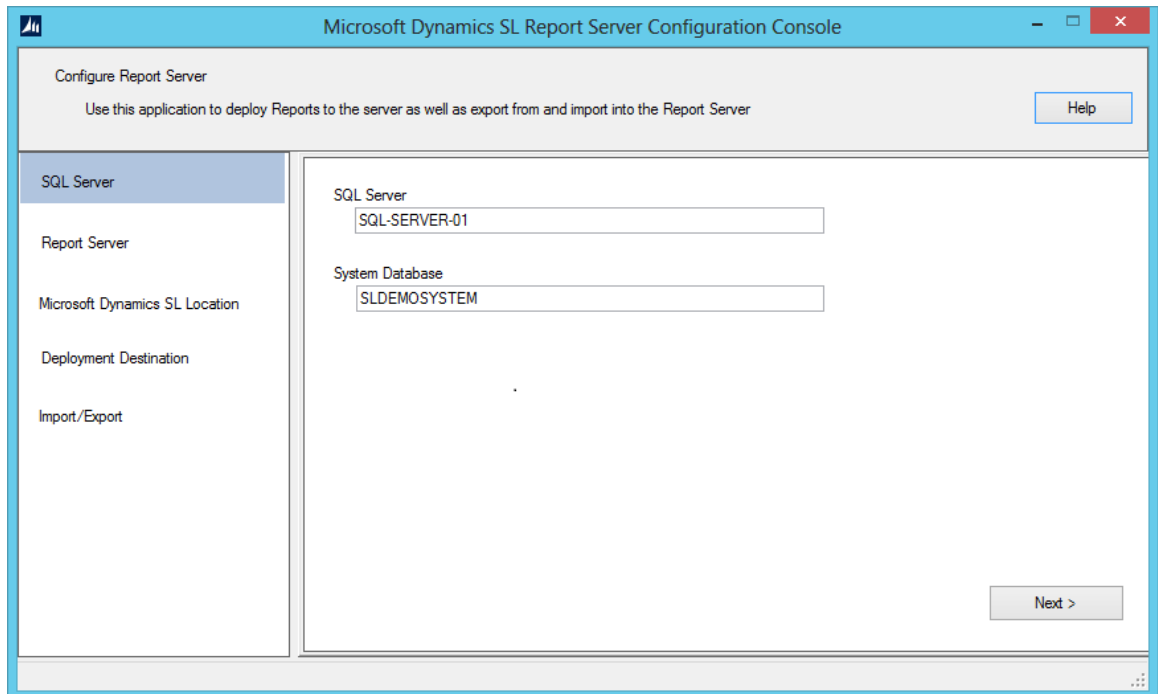 Microsoft Dynamics SL Report Server Configuration Console
Configure Report Server
Use this application to deploy Reports to the server as well as export from and import into the Report Server
Help
SQL Server
Report Server
Microsoft Dynamics SL Location
Deployment Destination
Import/Export
SQL Server
SQL-SERVER-01
System Database
SLDEMOSYSTEM
Next >